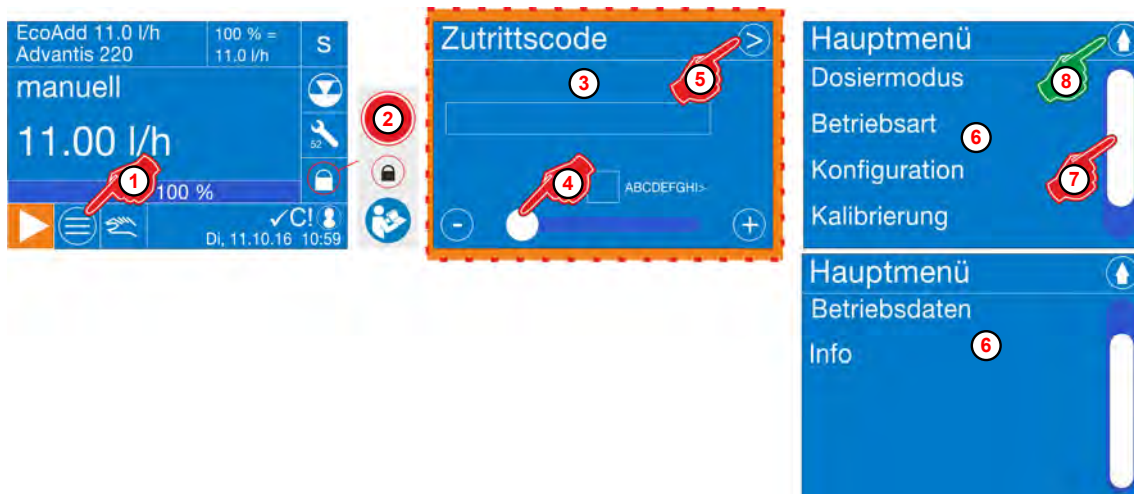 EcoAdd 11.0 l/h
Advantis 220
100 % =
11.0 l/h
S
manuell
52
11.00 l/h
1
100 %
✓C!
Di, 11.10.16 10:59
2
Zutrittscode
>
5
3
4
ABCDEFGHI>
-
+
Hauptmenü
8
Dosiermodus
Betriebsart
6
Konfiguration
7
Kalibrierung
Hauptmenü
Betriebsdaten
Info
6